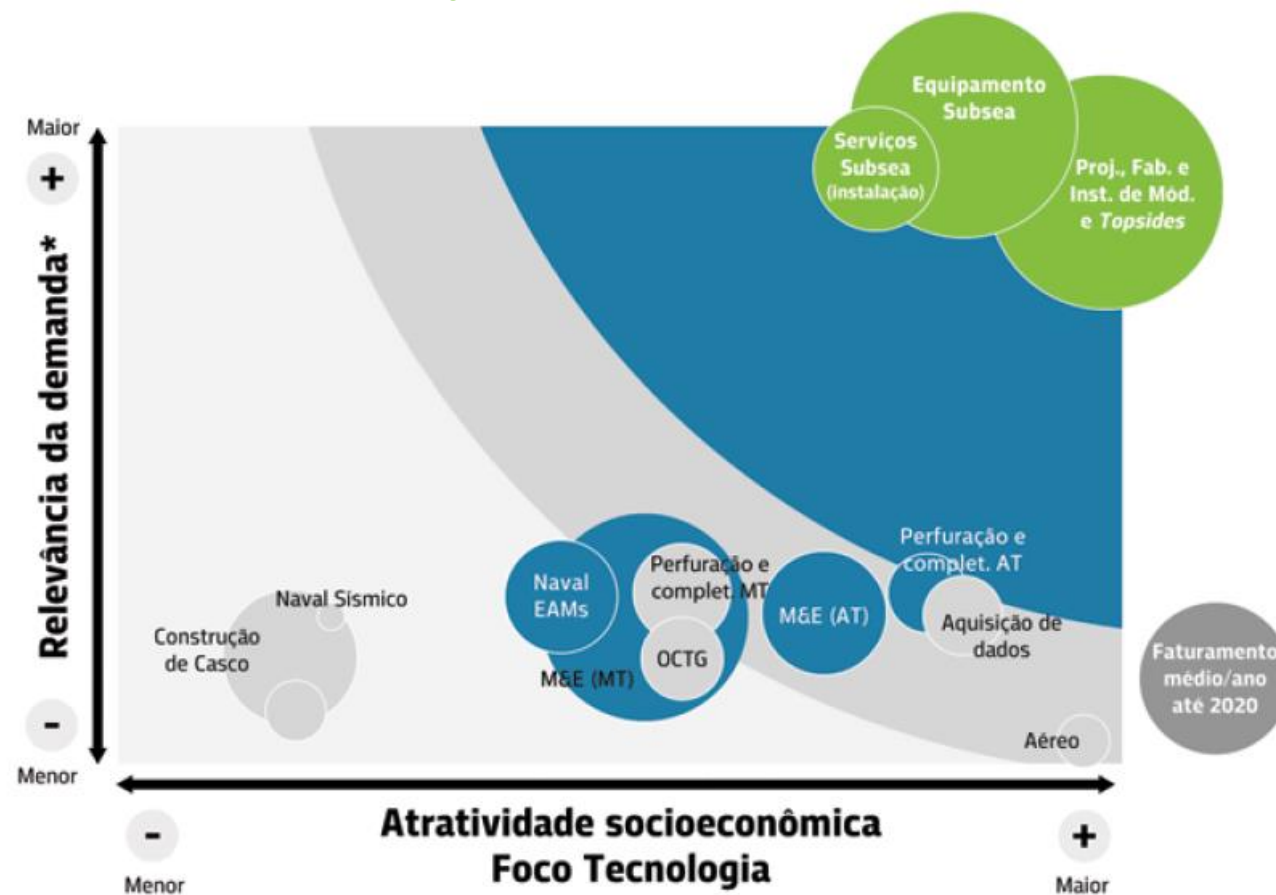 Maior
+
Relevância da demanda*
-
Menor
Equipamento
Subsea
Serviços
Subsea
(instalação)
Proj., Fab. e
Inst. de Mód.
e Topsides
Perfuração e
complet. AT
Perfuração e
complet. MT
Naval
EAMs
Naval Sísmico
M&E (AT)
Aquisição de
dados
Construção
de Casco
OCTG
M&E (MT)
Faturamento
médio/ano
até 2020
Aéreo
-
Menor
Atratividade socioeconômica
Foco Tecnologia
+
Maior